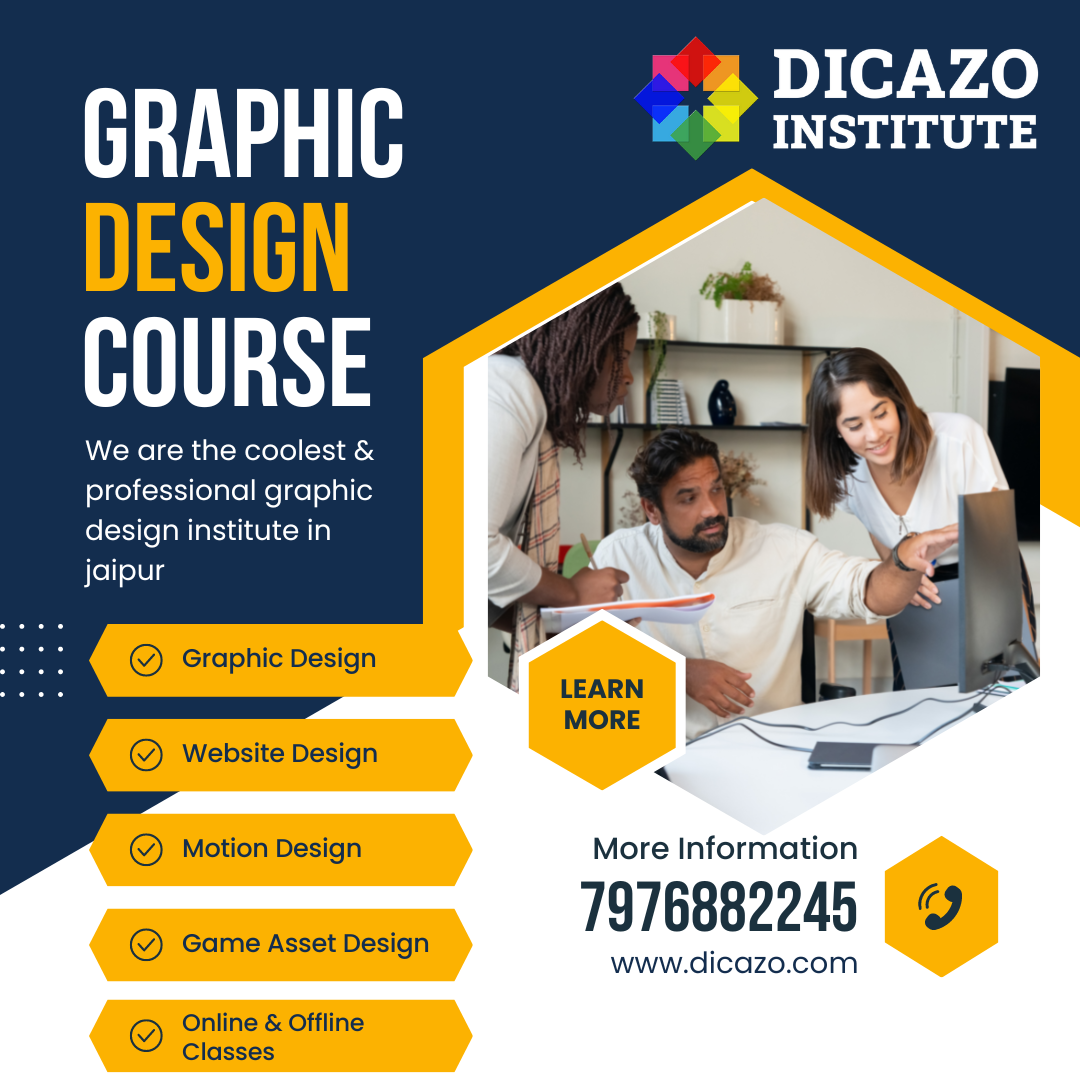 DICAZO
INSTITUTE
GRAPHIC
DESIGN
COURSE
We are the coolest &
professional graphic
design institute in
jaipur
Graphic Design
Website Design
Motion Design
Game Asset Design
Online & Offline
Classes
LEARN
MORE
More Information
7976882245
www.dicazo.com